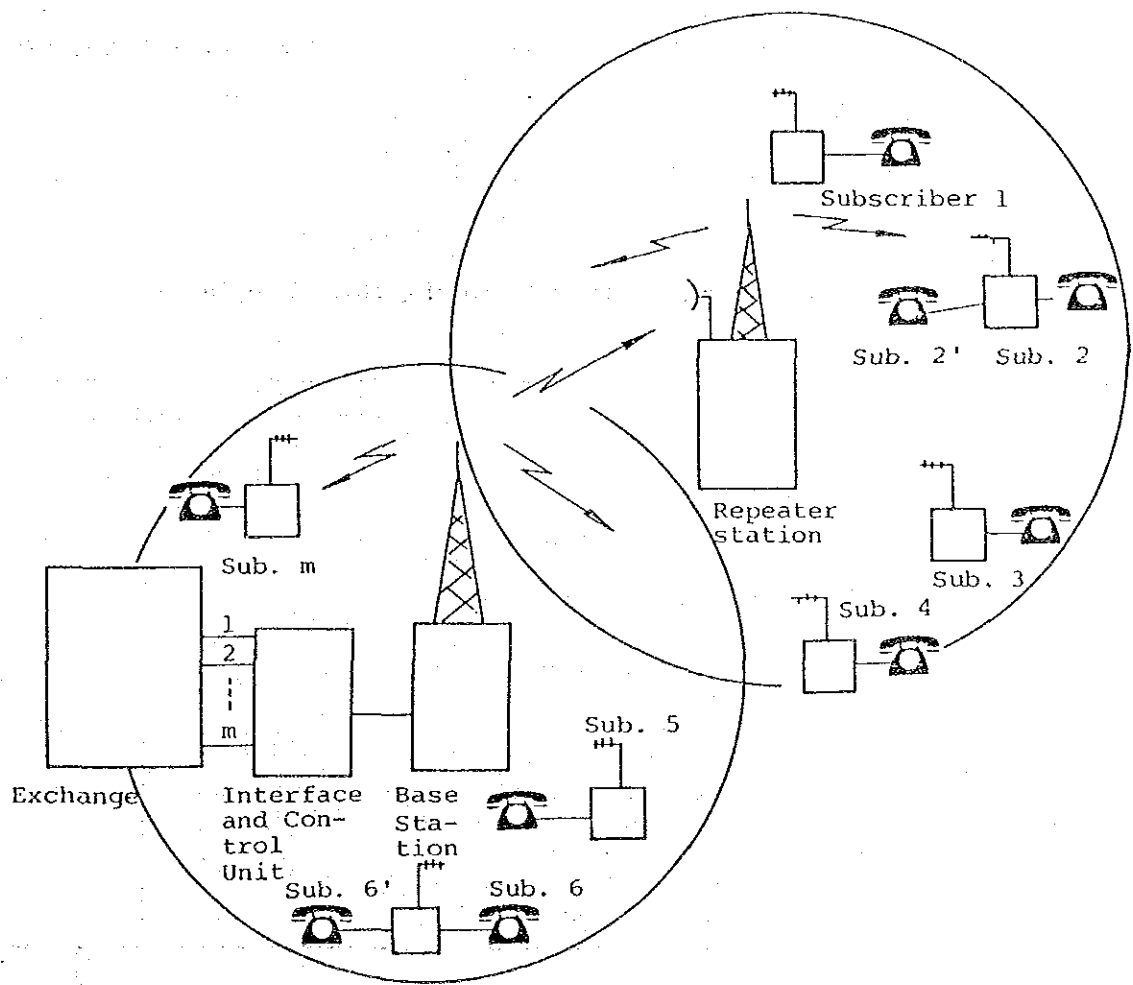 Subscriber 1
Sub. 2'
Sub. 2
Repeater
station
Sub. m
Sub. 3
Sub. 4
1
2
m
Sub. 5
Exchange
Interface
and Con-
trol
Unit
Base
Sta-
tion
Sub. 6'
Sub. 6